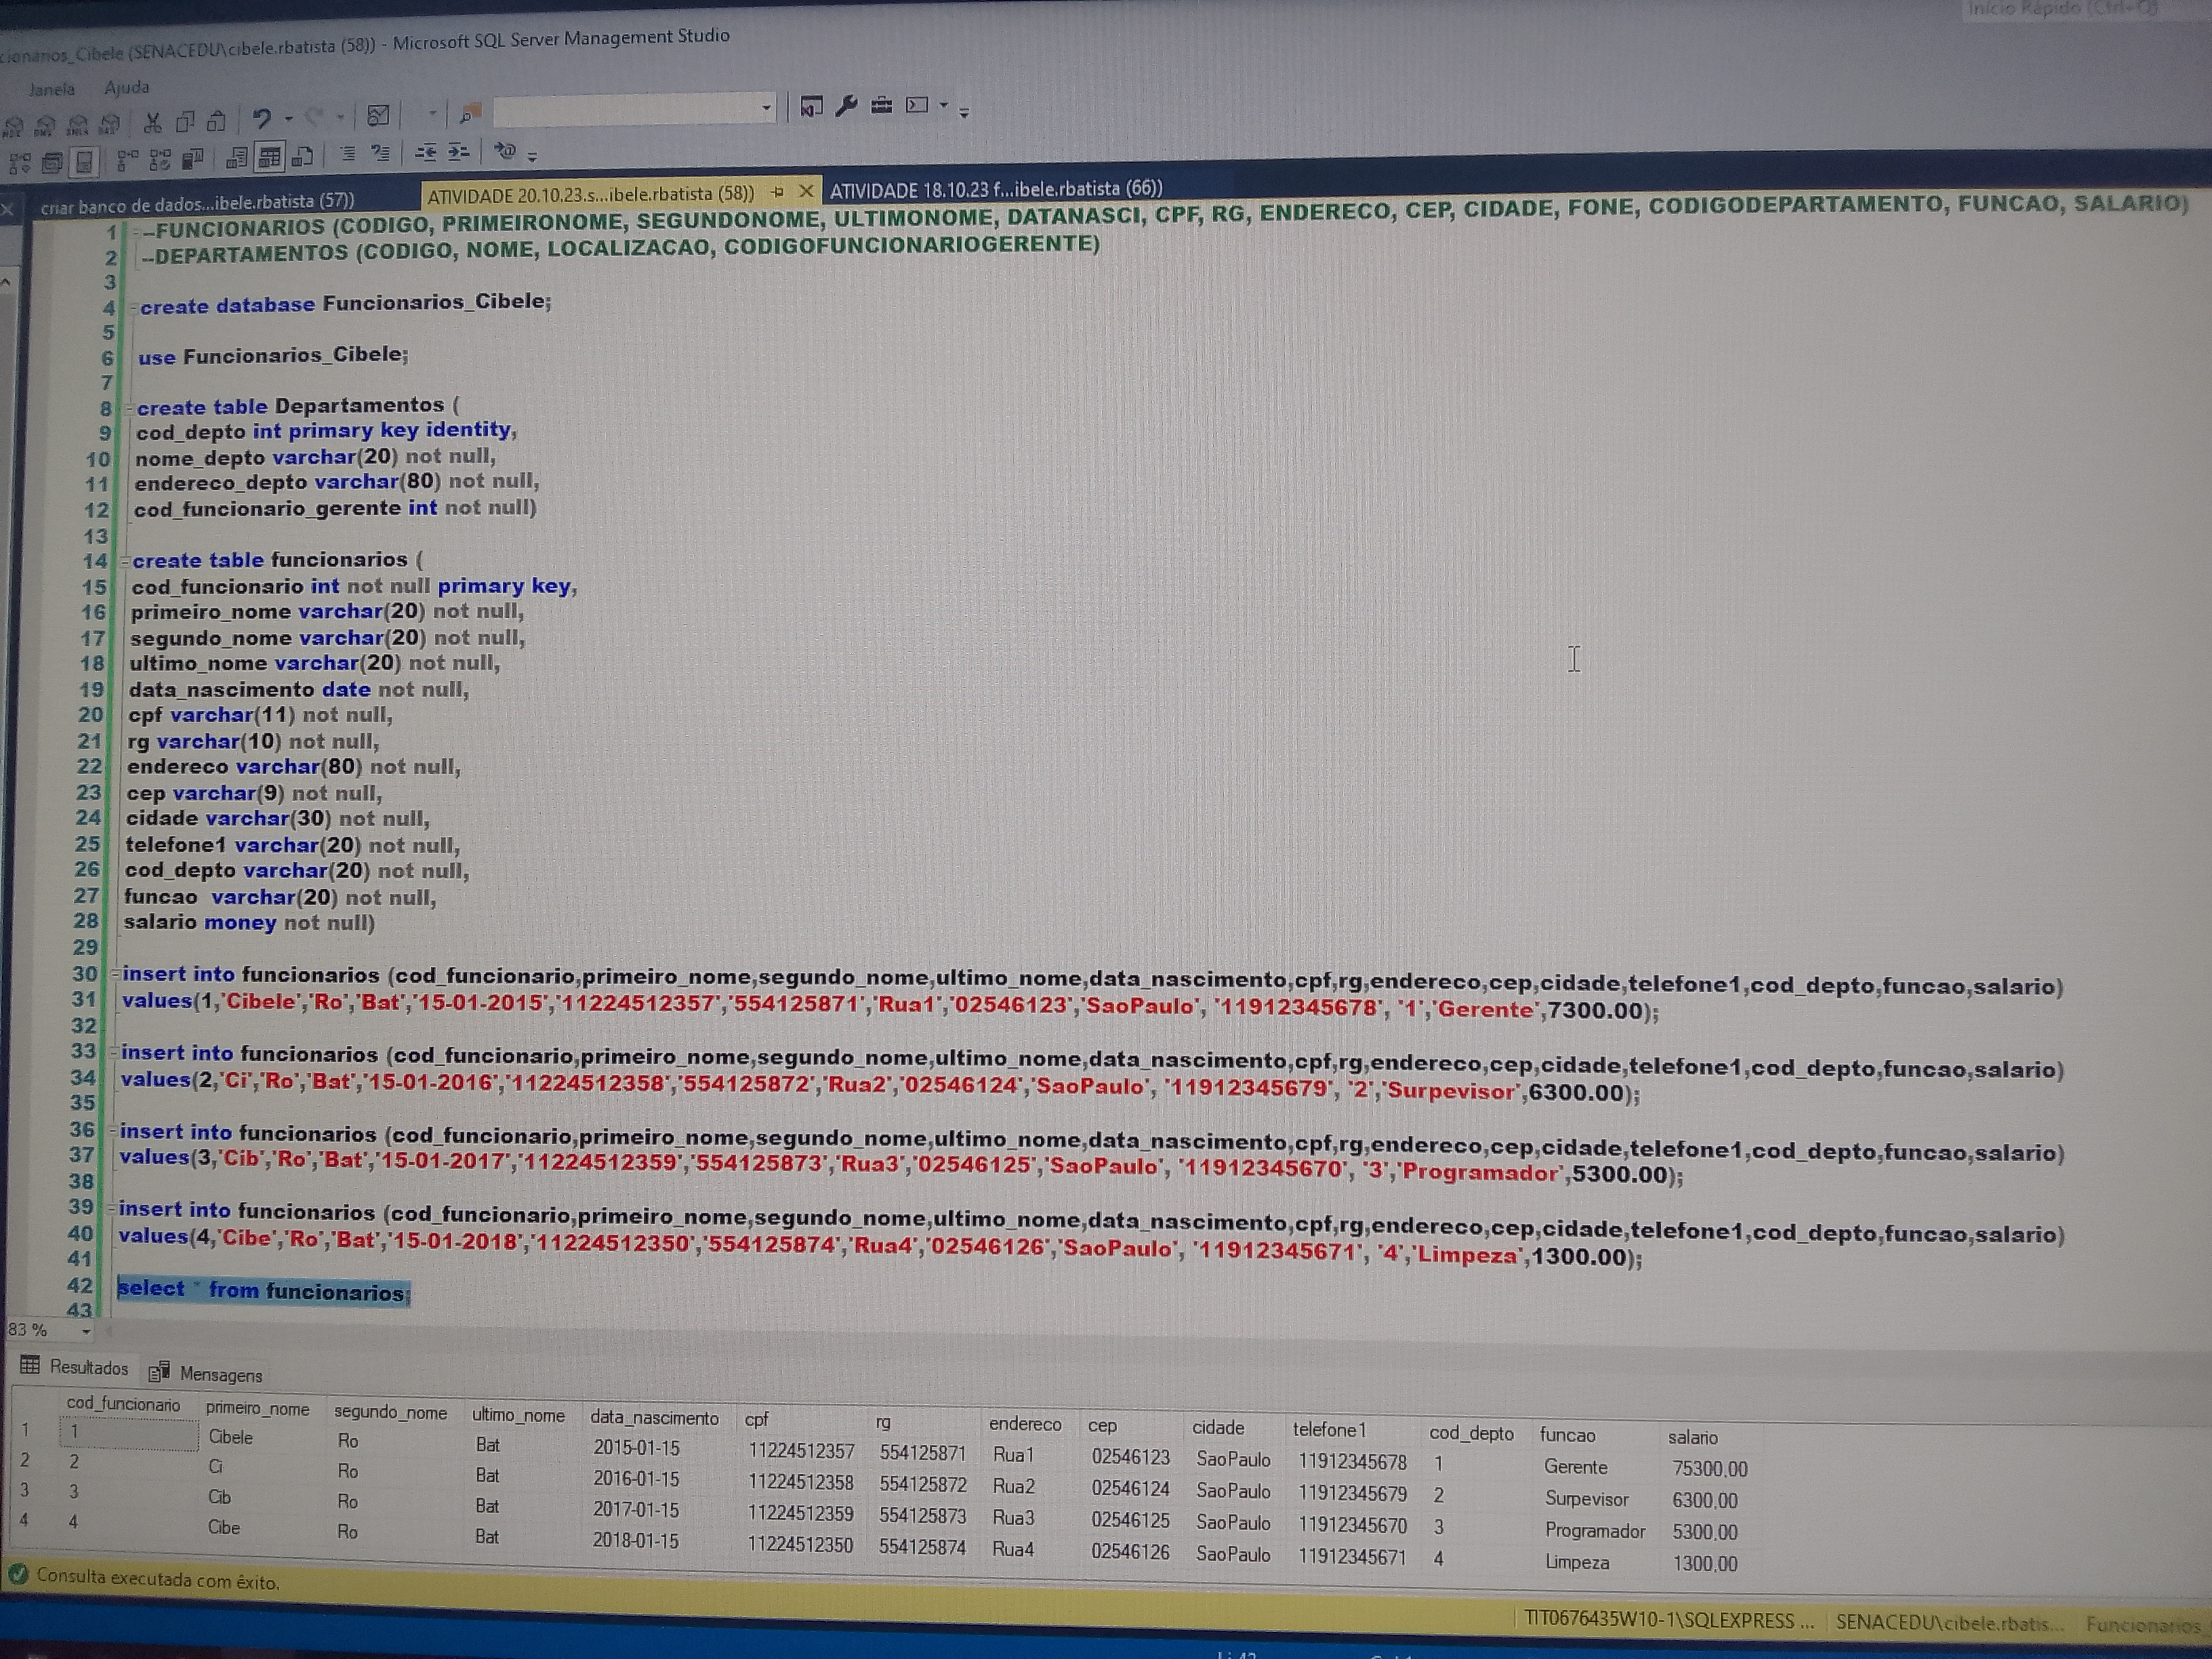 Início Rápido (Ctrl+Q)
cionarios_Cibele (SENACEDU\cibele.rbatista (58)) - Microsoft SQL Server Management Studio
Janela Ajuda
criar banco de dados...ibele.rbatista (57))
ATIVIDADE 20.10.23.s...ibele.rbatista (58))
ATIVIDADE 18.10.23 f...ibele.rbatista (66))
1 --FUNCIONARIOS (CODIGO, PRIMEIRONOME, SEGUNDONOME, ULTIMONOME, DATANASCI, CPF, RG, ENDERECO, CEP, CIDADE, FONE, CODIGODEPARTAMENTO, FUNCAO, SALARIO)
2 --DEPARTAMENTOS (CODIGO, NOME, LOCALIZACAO, CODIGOFUNCIONARIOGERENTE)
3
4 create database Funcionarios_Cibele;
5
6 use Funcionarios_Cibele;
7
8 create table Departamentos (
9 cod_depto int primary key identity,
10 nome_depto varchar(20) not null,
11 endereco_depto varchar(80) not null,
12 cod_funcionario_gerente int not null)
13
14 create table funcionarios (
15 cod_funcionario int not null primary key,
16 primeiro_nome varchar(20) not null,
17 segundo_nome varchar(20) not null,
18 ultimo_nome varchar(20) not null,
19 data_nascimento date not null,
20 cpf varchar(11) not null,
21 rg varchar(10) not null,
22 endereco varchar(80) not null,
23 cep varchar(9) not null,
24 cidade varchar(30) not null,
25 telefone1 varchar(20) not null,
26 cod_depto varchar(20) not null,
27 funcao  varchar(20) not null,
28 salario money not null)
29
30 insert into funcionarios (cod_funcionario,primeiro_nome,segundo_nome,ultimo_nome,data_nascimento,cpf,rg,endereco,cep,cidade,telefone1,cod_depto,funcao,salario)
31 values(1,'Cibele','Ro','Bat','15-01-2015','11224512357','554125871','Rua1','02546123','SaoPaulo', '11912345678', '1','Gerente',7300.00);
32
33 insert into funcionarios (cod_funcionario,primeiro_nome,segundo_nome,ultimo_nome,data_nascimento,cpf,rg,endereco,cep,cidade,telefone1,cod_depto,funcao,salario)
34 values(2,'Ci','Ro','Bat','15-01-2016','11224512358','554125872','Rua2','02546124','SaoPaulo', '11912345679', '2','Surpevisor',6300.00);
35
36 insert into funcionarios (cod_funcionario,primeiro_nome,segundo_nome,ultimo_nome,data_nascimento,cpf,rg,endereco,cep,cidade,telefone1,cod_depto,funcao,salario)
37 values(3,'Cib','Ro','Bat','15-01-2017','11224512359','554125873','Rua3','02546125','SaoPaulo', '11912345670', '3','Programador',5300.00);
38
39 insert into funcionarios (cod_funcionario,primeiro_nome,segundo_nome,ultimo_nome,data_nascimento,cpf,rg,endereco,cep,cidade,telefone1,cod_depto,funcao,salario)
40 values(4,'Cibe','Ro','Bat','15-01-2018','11224512350','554125874','Rua4','02546126','SaoPaulo', '11912345671', '4','Limpeza',1300.00);
41
42 select * from funcionarios;
43
83 %
Resultados Mensagens
cod_funcionario primeiro_nome segundo_nome ultimo_nome data_nascimento cpf rg endereco cep cidade telefone1 cod_depto funcao salario
1 1 Cibele Ro Bat 2015-01-15 11224512357 554125871 Rua1 02546123 SaoPaulo 11912345678 1 Gerente 75300,00
2 2 Ci Ro Bat 2016-01-15 11224512358 554125872 Rua2 02546124 SaoPaulo 11912345679 2 Surpevisor 6300,00
3 3 Cib Ro Bat 2017-01-15 11224512359 554125873 Rua3 02546125 SaoPaulo 11912345670 3 Programador 5300,00
4 4 Cibe Ro Bat 2018-01-15 11224512350 554125874 Rua4 02546126 SaoPaulo 11912345671 4 Limpeza 1300,00
Consulta executada com êxito.
TIT0676435W10-1\SQLEXPRESS ... SENACEDU\cibele.rbatis... Funcionarios_